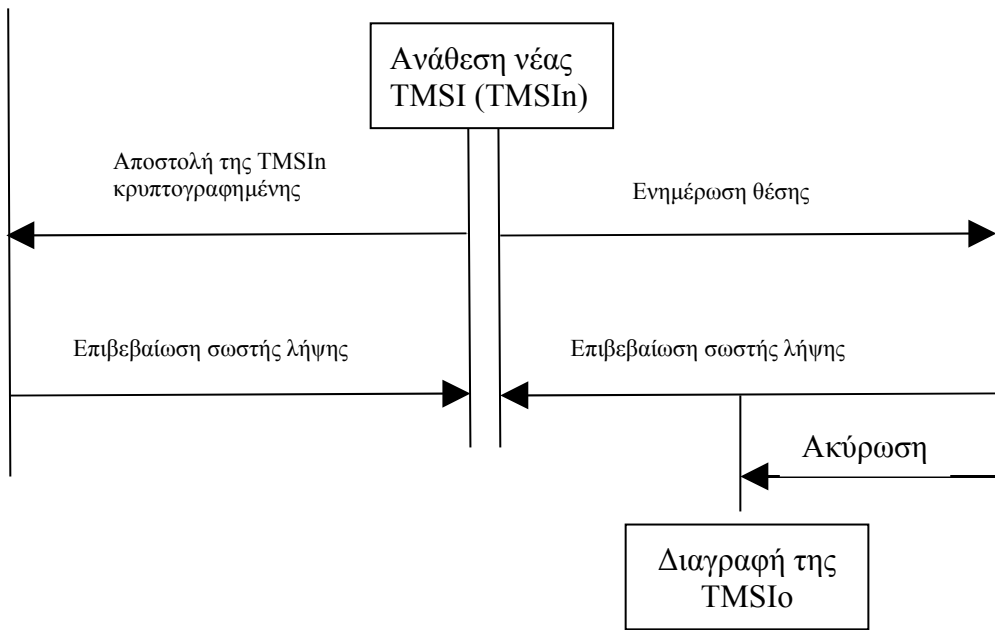 Ανάθεση νέας
TMSI (TMSIn)
Αποστολή της TMSIn
κρυπτογραφημένης
Ενημέρωση θέσης
Επιβεβαίωση σωστής λήψης
Επιβεβαίωση σωστής λήψης
Ακύρωση
Διαγραφή της
TMSIo